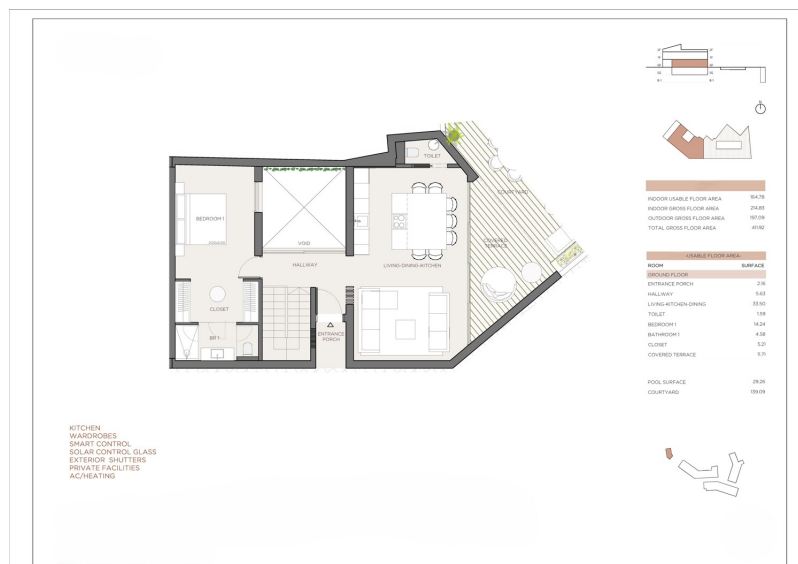 TOILET
COURTYARD
BEDROOM 1
VOID
COVERED
TERRACE
HALLWAY
LIVING-DINING-KITCHEN
CLOSET
ENTRANCE
PORCH
BR 1
N
INDOOR USABLE FLOOR AREA 164.78
INDOOR GROSS FLOOR AREA 214.83
OUTDOOR GROSS FLOOR AREA 197.09
TOTAL GROSS FLOOR AREA 411.92
USABLE FLOOR AREA
ROOM SURFACE
GROUND FLOOR
ENTRANCE PORCH 2.16
HALLWAY 5.63
LIVING-KITCHEN-DINING 33.50
TOILET 1.59
BEDROOM 1 14.24
BATHROOM 1 4.58
CLOSET 5.21
COVERED TERRACE 5.71
POOL SURFACE 29.26
COURTYARD 139.09
KITCHEN
WARDROBES
SMART CONTROL
SOLAR CONTROL GLASS
EXTERIOR SHUTTERS
PRIVATE FACILITIES
AC/HEATING